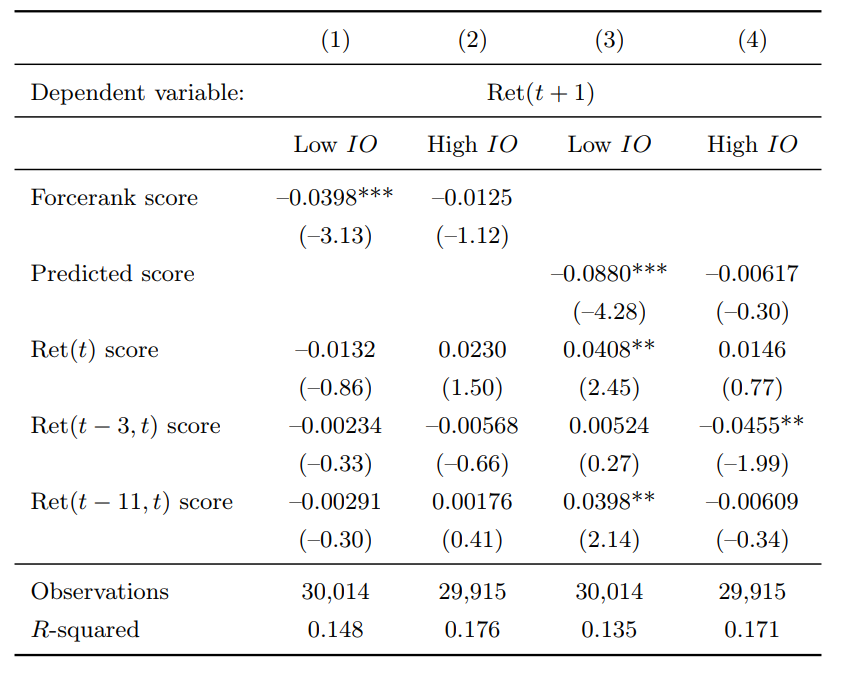 (1) (2) (3) (4)
Dependent variable: Ret(t + 1)
Low IO High IO Low IO High IO
Forcerank score –0.0398*** –0.0125
(–3.13) (–1.12)
Predicted score –0.0880*** –0.00617
(–4.28) (–0.30)
Ret(t) score –0.0132 0.0230 0.0408** 0.0146
(–0.86) (1.50) (2.45) (0.77)
Ret(t − 3, t) score –0.00234 –0.00568 0.00524 –0.0455**
(–0.33) (–0.66) (0.27) (–1.99)
Ret(t − 11, t) score –0.00291 0.00176 0.0398** –0.00609
(–0.30) (0.41) (2.14) (–0.34)
Observations 30,014 29,915 30,014 29,915
R-squared 0.148 0.176 0.135 0.171